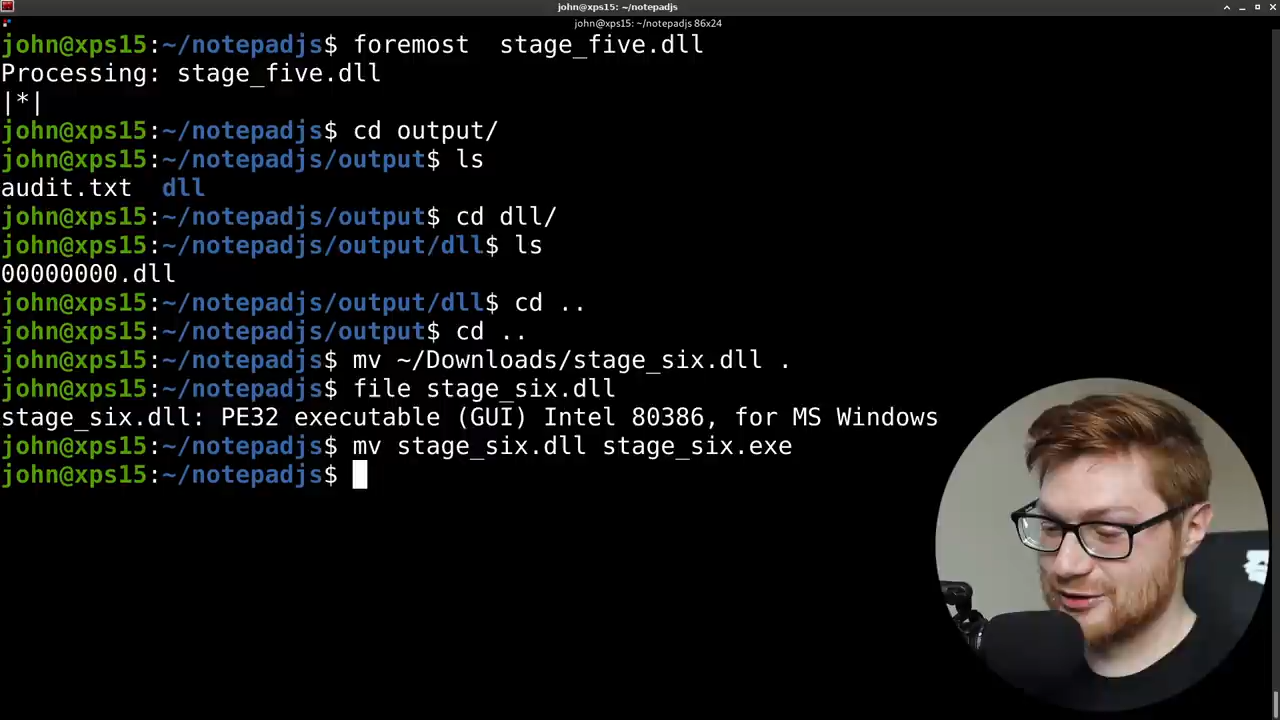 john@xps15: ~/notepadjs
john@xps15: ~/notepadjs 86x24
john@xps15:~/notepadjs$ foremost  stage_five.dll
Processing: stage_five.dll
|*|
john@xps15:~/notepadjs$ cd output/
john@xps15:~/notepadjs/output$ ls
audit.txt  dll
john@xps15:~/notepadjs/output$ cd dll/
john@xps15:~/notepadjs/output/dll$ ls
00000000.dll
john@xps15:~/notepadjs/output/dll$ cd ..
john@xps15:~/notepadjs/output$ cd ..
john@xps15:~/notepadjs$ mv ~/Downloads/stage_six.dll .
john@xps15:~/notepadjs$ file stage_six.dll
stage_six.dll: PE32 executable (GUI) Intel 80386, for MS Windows
john@xps15:~/notepadjs$ mv stage_six.dll stage_six.exe
john@xps15:~/notepadjs$